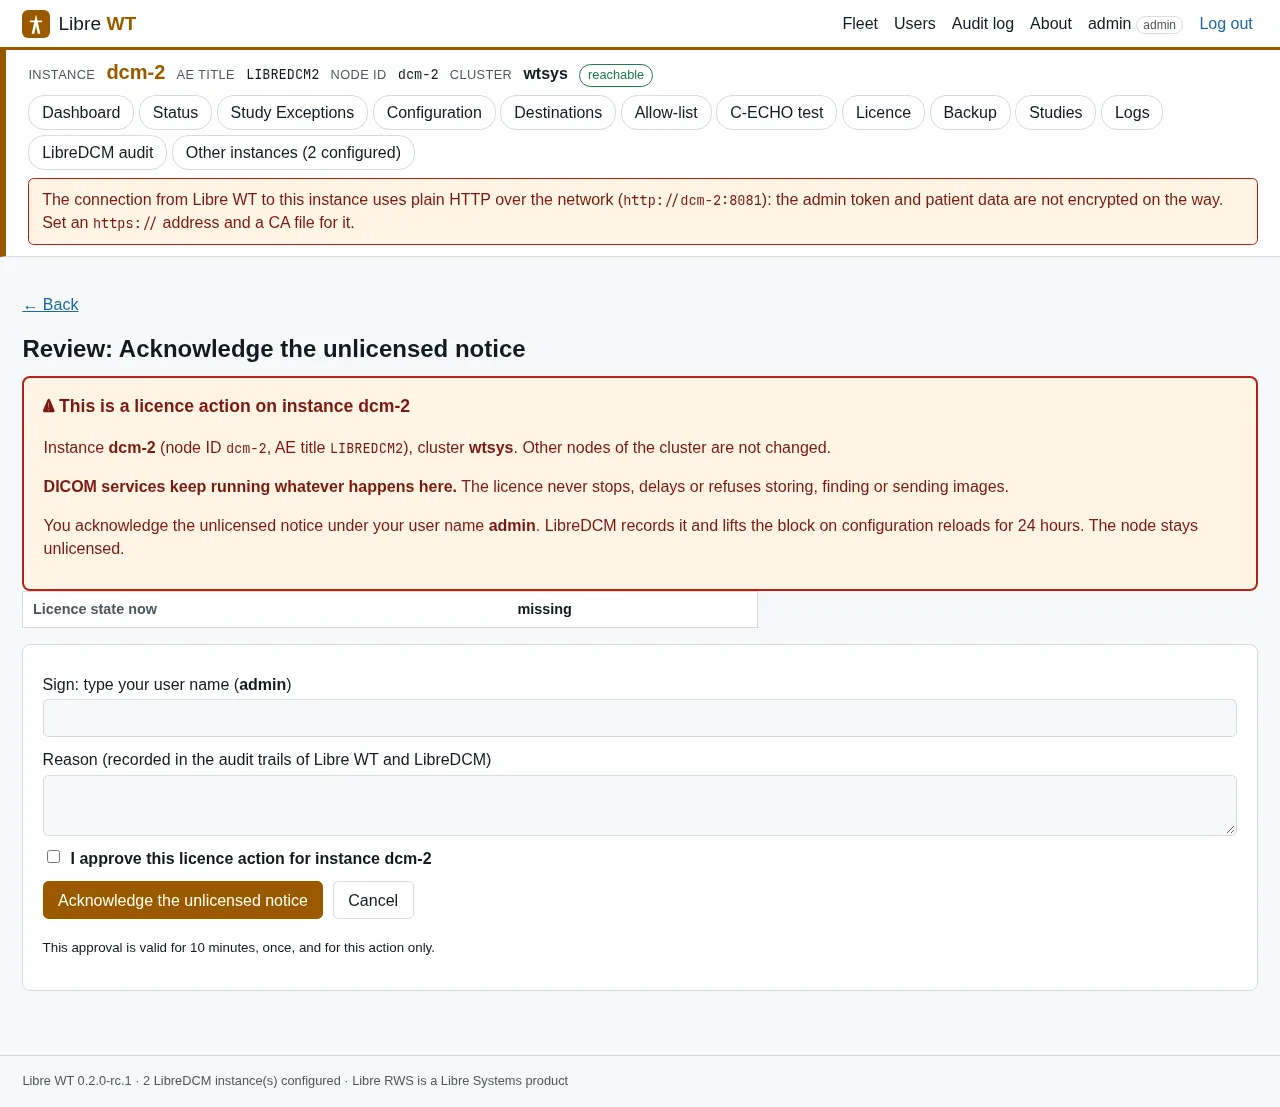 Libre WT
Fleet Users Audit log About admin admin Log out
INSTANCE dcm-2 AE TITLE LIBREDCM2 NODE ID dcm-2 CLUSTER wtsys reachable
Dashboard Status Study Exceptions Configuration Destinations Allow-list C-ECHO test Licence Backup Studies Logs
LibreDCM audit Other instances (2 configured)
The connection from Libre WT to this instance uses plain HTTP over the network (http://dcm-2:8081): the admin token and patient data are not encrypted on the way.
Set an https:// address and a CA file for it.
← Back
Review: Acknowledge the unlicensed notice
This is a licence action on instance dcm-2
Instance dcm-2 (node ID dcm-2, AE title LIBREDCM2), cluster wtsys. Other nodes of the cluster are not changed.
DICOM services keep running whatever happens here. The licence never stops, delays or refuses storing, finding or sending images.
You acknowledge the unlicensed notice under your user name admin. LibreDCM records it and lifts the block on configuration reloads for 24 hours. The node stays
unlicensed.
Licence state now missing
Sign: type your user name (admin)
Reason (recorded in the audit trails of Libre WT and LibreDCM)
I approve this licence action for instance dcm-2
Acknowledge the unlicensed notice Cancel
This approval is valid for 10 minutes, once, and for this action only.
Libre WT 0.2.0-rc.1 · 2 LibreDCM instance(s) configured · Libre RWS is a Libre Systems product